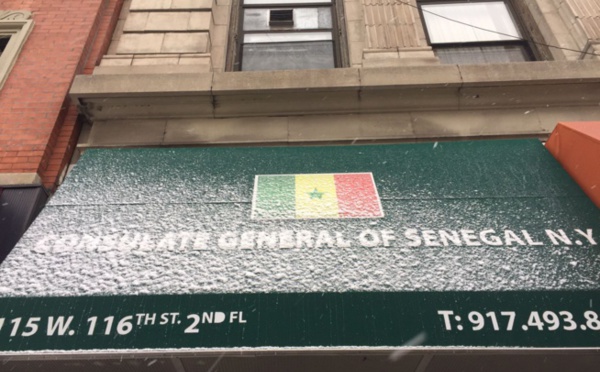 CONSULATE GENERAL OF SENEGAL N.Y
115 W. 116TH ST. 2ND FL
T: 917.493.8